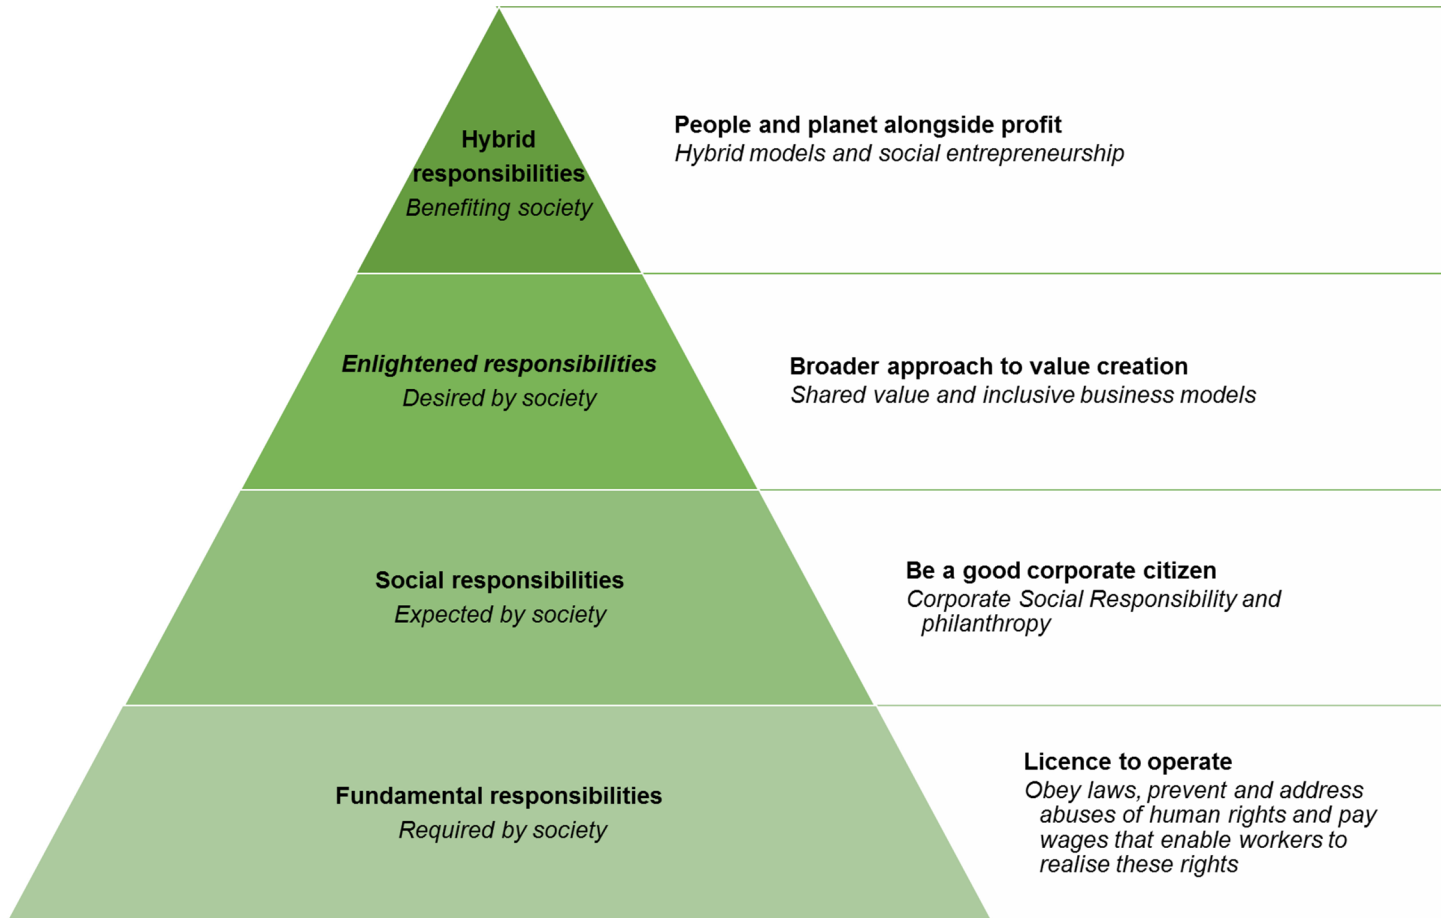 Hybrid
responsibilities
Benefiting society
People and planet alongside profit
Hybrid models and social entrepreneurship
Enlightened responsibilities
Desired by society
Broader approach to value creation
Shared value and inclusive business models
Social responsibilities
Expected by society
Be a good corporate citizen
Corporate Social Responsibility and
philanthropy
Fundamental responsibilities
Required by society
Licence to operate
Obey laws, prevent and address
abuses of human rights and pay
wages that enable workers to
realise these rights